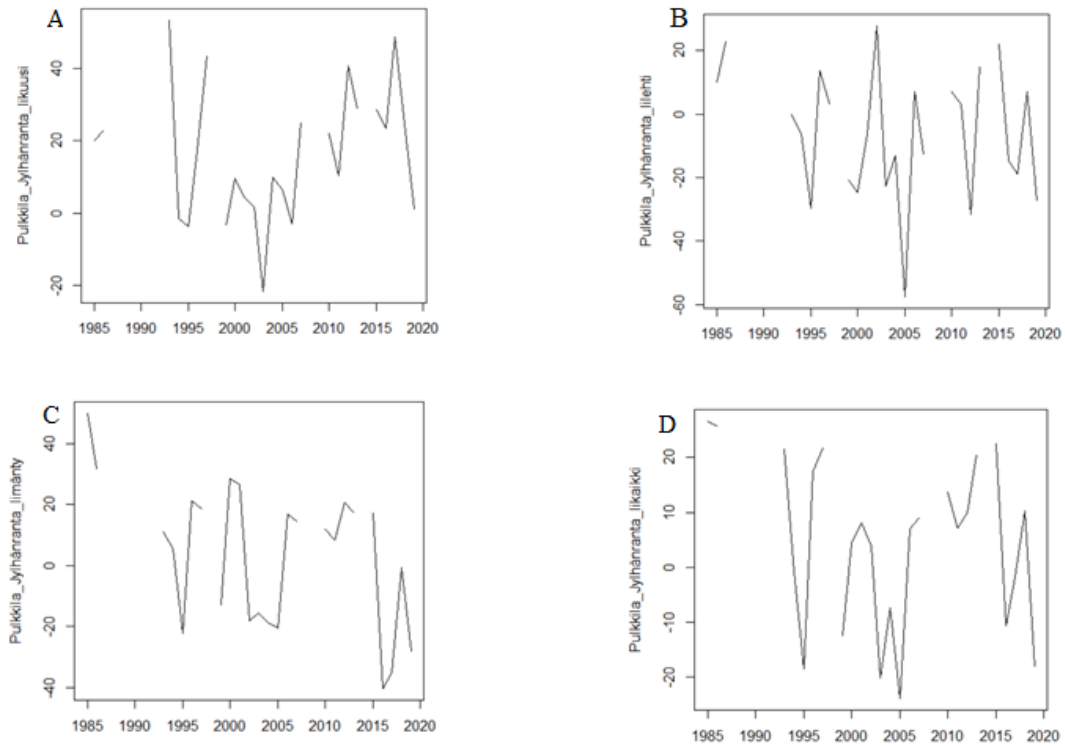 A
Pulkkila_Jylhänranta_Iikuusi
40
20
0
-20
1985 1990 1995 2000 2005 2010 2015 2020
B
Pulkkila_Jylhänranta_Iilehti
20
0
-20
-40
-60
1985 1990 1995 2000 2005 2010 2015 2020
C
Pulkkila_Jylhänranta_Iimänty
40
20
0
-20
-40
1985 1990 1995 2000 2005 2010 2015 2020
D
Pulkkila_Jylhänranta_Iikaikki
20
10
0
-10
-20
1985 1990 1995 2000 2005 2010 2015 2020